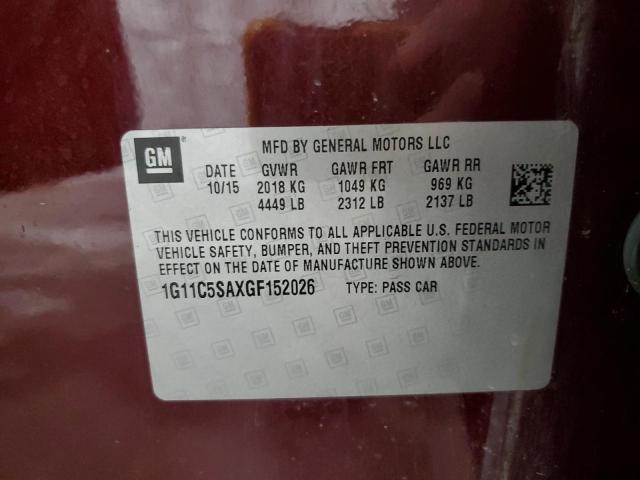 GM
MFD BY GENERAL MOTORS LLC
DATE GVWR GAWR FRT GAWR RR
10/15 2018 KG 1049 KG 969 KG
4449 LB 2312 LB 2137 LB
THIS VEHICLE CONFORMS TO ALL APPLICABLE U.S. FEDERAL MOTOR
VEHICLE SAFETY, BUMPER, AND THEFT PREVENTION STANDARDS IN
EFFECT ON THE DATE OF MANUFACTURE SHOWN ABOVE.
1G11C5SAXGF152026 TYPE: PASS CAR